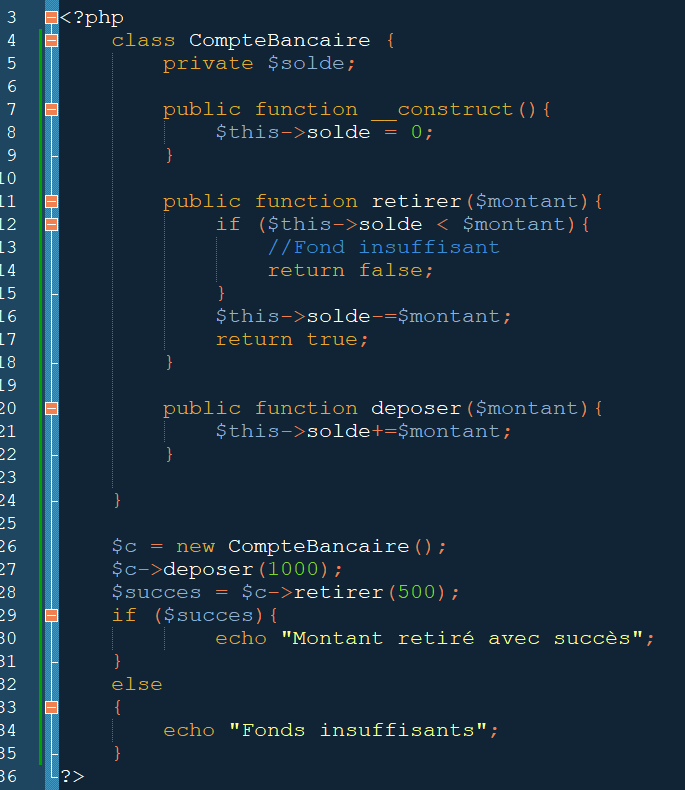 3 <?php
4 class CompteBancaire {
5 private $solde;
6
7 public function __construct(){
8 $this->solde = 0;
9 }
10
11 public function retirer($montant){
12 if ($this->solde < $montant){
13 //Fond insuffisant
14 return false;
15 }
16 $this->solde-=$montant;
17 return true;
18 }
19
20 public function deposer($montant){
21 $this->solde+=$montant;
22 }
23
24 }
25
26 $c = new CompteBancaire();
27 $c->deposer(1000);
28 $succes = $c->retirer(500);
29 if ($succes){
30 echo "Montant retiré avec succès";
31 }
32 else
33 {
34 echo "Fonds insuffisants";
35 }
36 ?>